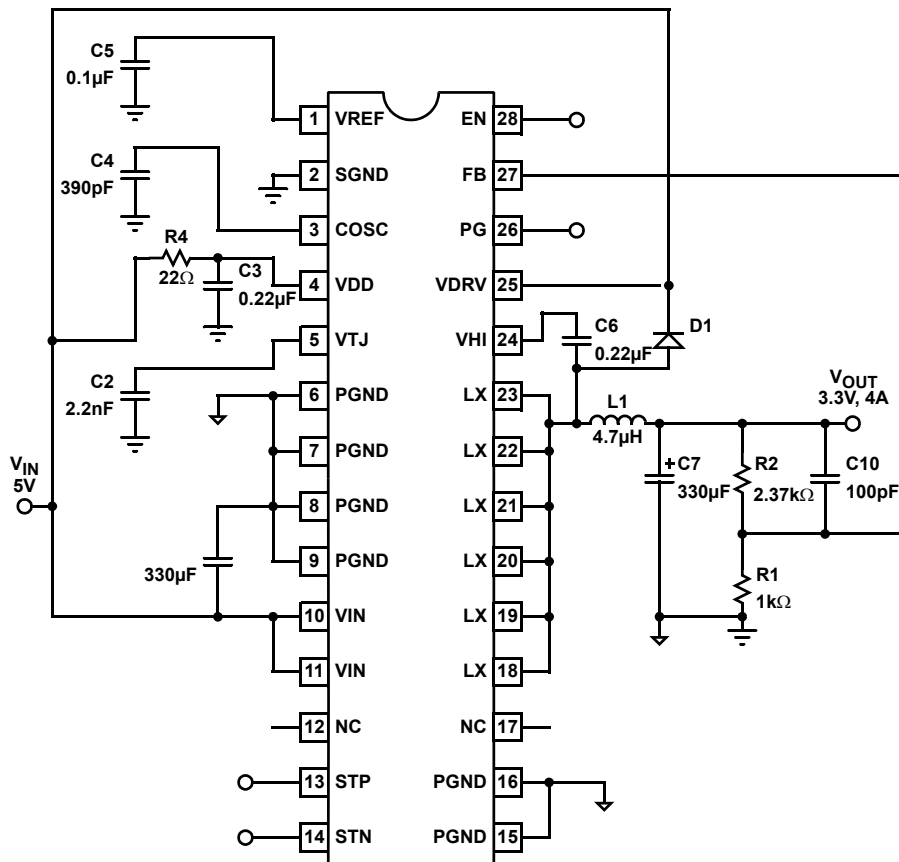 C5
0.1µF
C4
390pF
R4
22Ω
C3
0.22µF
C2
2.2nF
V_IN
5V
330µF
1 VREF
2 SGND
3 COSC
4 VDD
5 VTJ
6 PGND
7 PGND
8 PGND
9 PGND
10 VIN
11 VIN
12 NC
13 STP
14 STN
EN 28
FB 27
PG 26
VDRV 25
VHI 24
LX 23
LX 22
LX 21
LX 20
LX 19
LX 18
NC 17
PGND 16
PGND 15
C6
0.22µF
D1
L1
4.7µH
V_OUT
3.3V, 4A
+ C7
330µF
R2
2.37kΩ
C10
100pF
R1
1kΩ